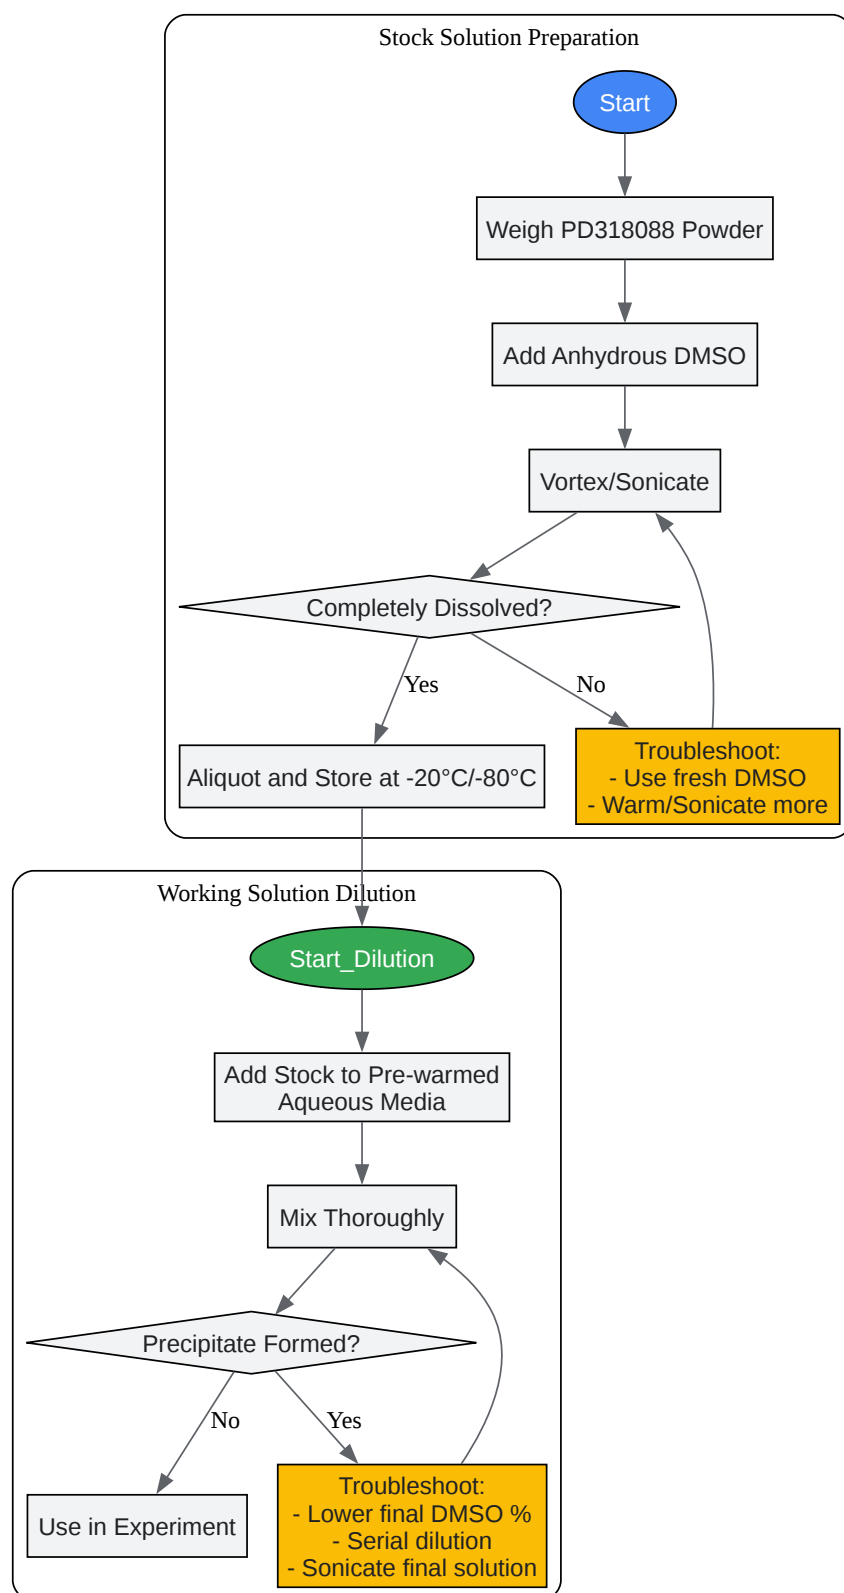 Stock Solution Preparation
Start
Weigh PD318088 Powder
Add Anhydrous DMSO
Vortex/Sonicate
Completely Dissolved?
Yes
No
Aliquot and Store at -20°C/-80°C
Troubleshoot:
- Use fresh DMSO
- Warm/Sonicate more
Working Solution Dilution
Start_Dilution
Add Stock to Pre-warmed
Aqueous Media
Mix Thoroughly
Precipitate Formed?
No
Yes
Use in Experiment
Troubleshoot:
- Lower final DMSO %
- Serial dilution
- Sonicate final solution